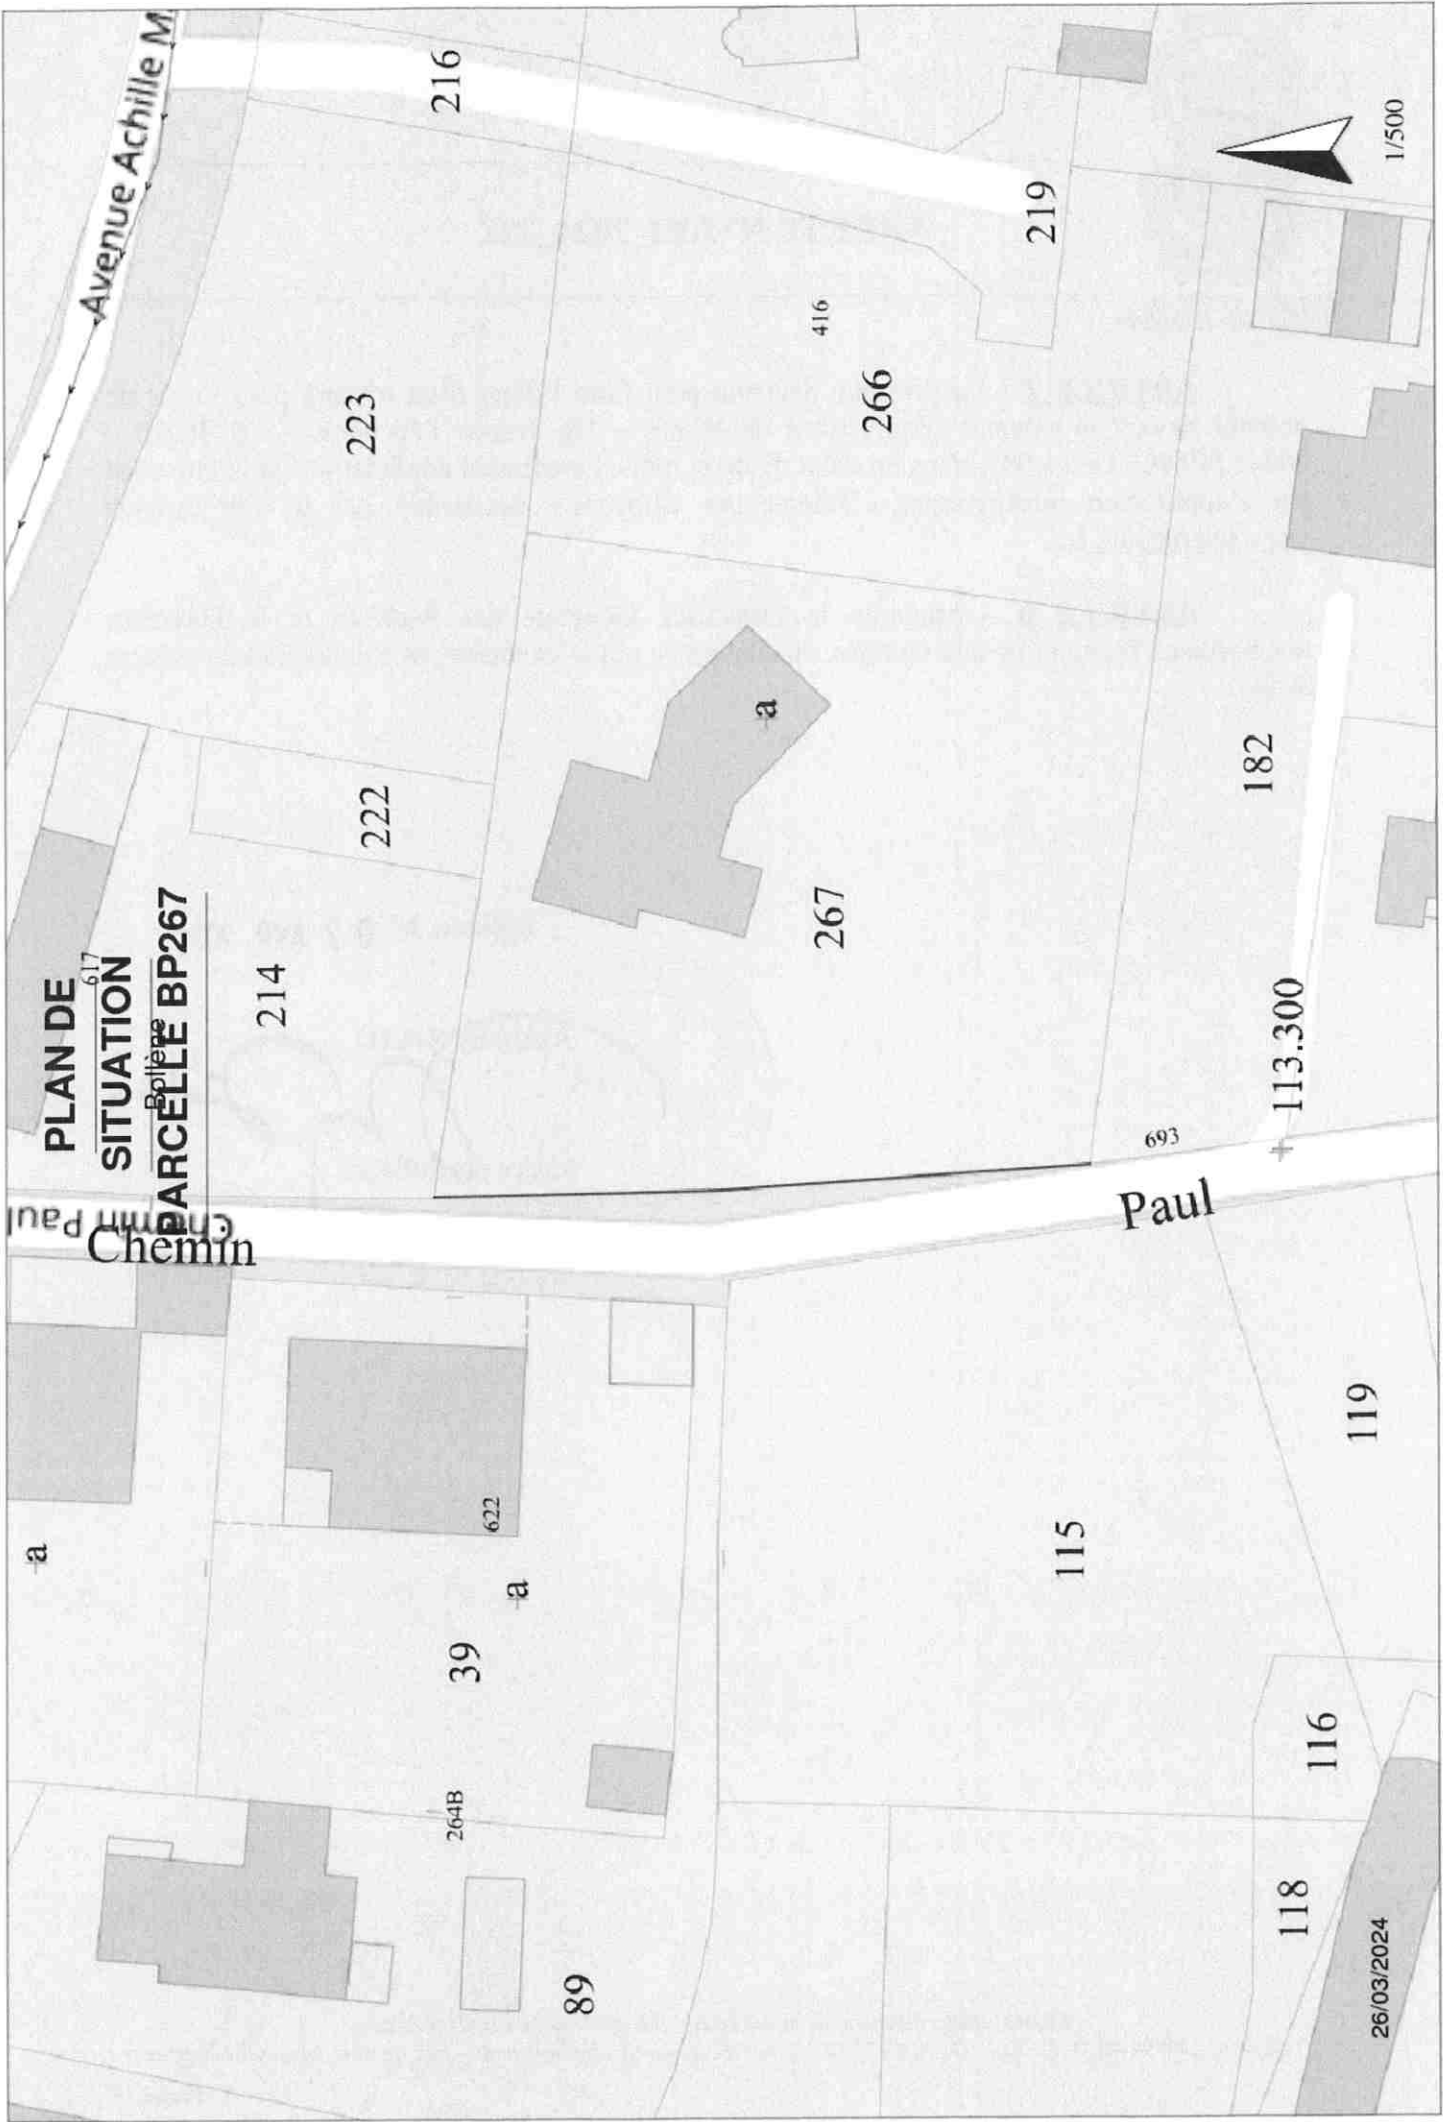 PLAN DE
SITUATION
PARCELLE BP267
Bollène
617
Avenue Achille M
Chemin Paul
Chemin
Paul
216
223
222
214
416
266
219
a
267
182
113.300
693
a
622
a
39
264B
89
115
119
116
118
26/03/2024
1/500